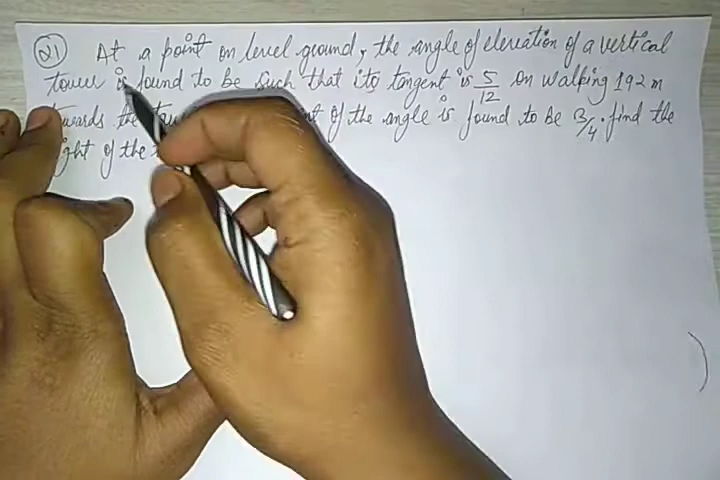 Q1 At a point on level ground, the angle of elevation of a vertical
tower is found to be such that its tangent is 5/12 on walking 192 m
wards the of the angle is found to be 3/4. find the
ght of the